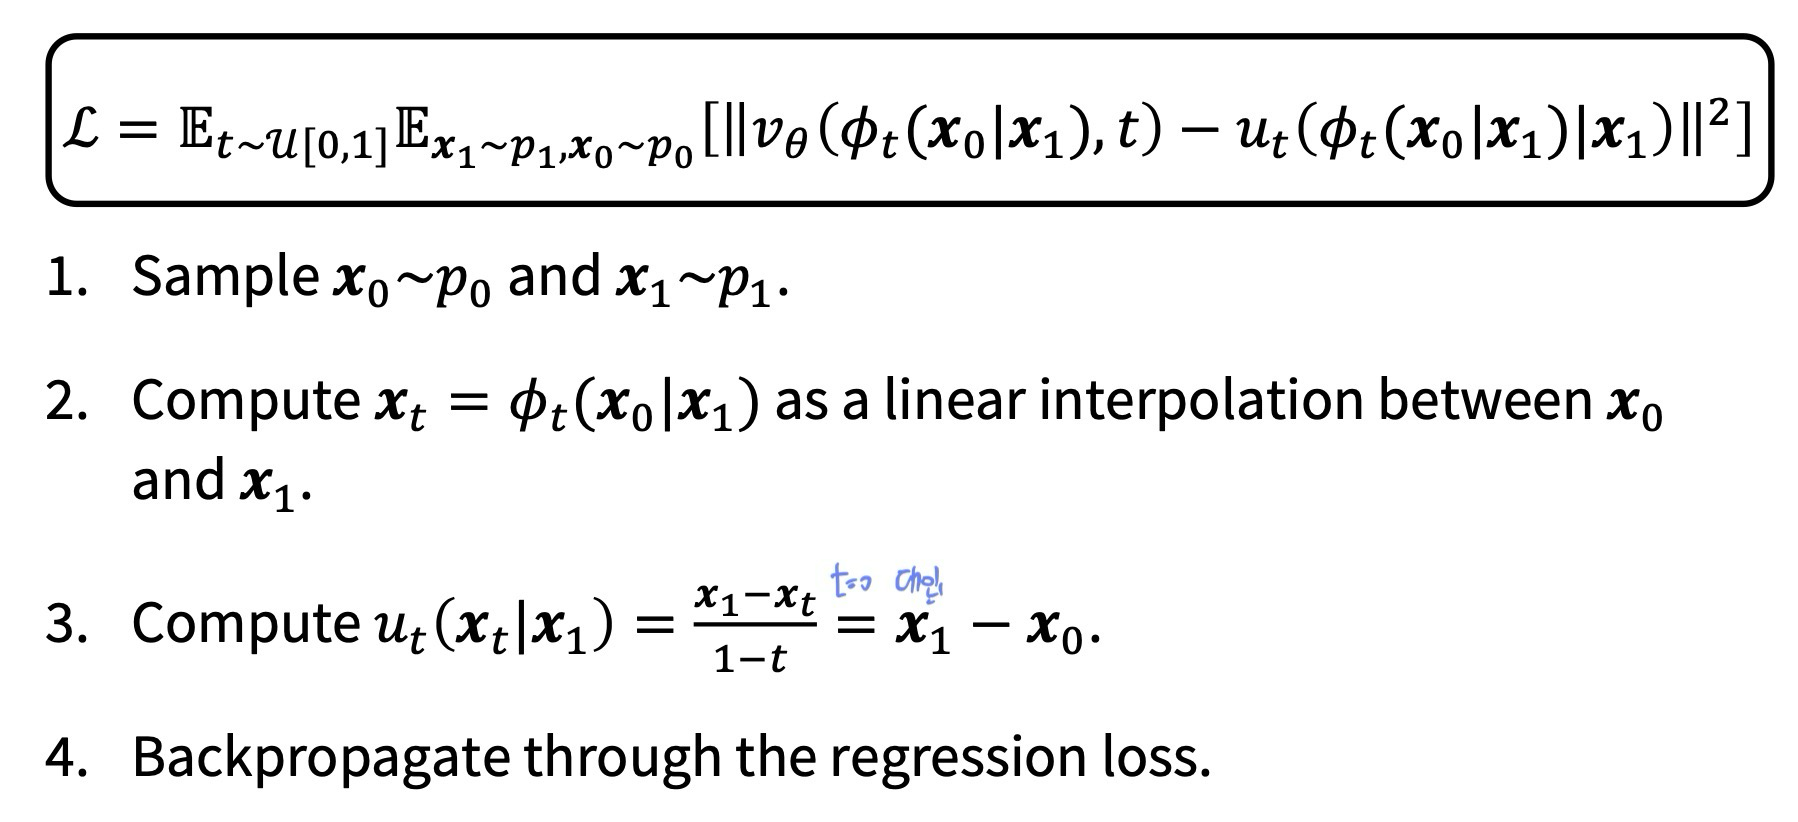 ℒ = 𝔼_{t~𝒰[0,1]} 𝔼_{x₁~p₁,x₀~p₀} [‖v_θ(ϕ_t(x₀|x₁), t) − u_t(ϕ_t(x₀|x₁)|x₁)‖²]
1. Sample x₀~p₀ and x₁~p₁.
2. Compute x_t = ϕ_t(x₀|x₁) as a linear interpolation between x₀
and x₁.
t=0 대입
3. Compute u_t(x_t|x₁) = (x₁−x_t)/(1−t) = x₁ − x₀.
4. Backpropagate through the regression loss.